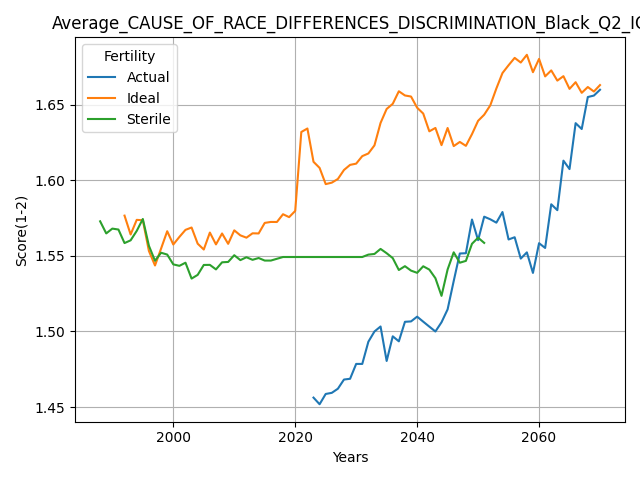 Average_CAUSE_OF_RACE_DIFFERENCES_DISCRIMINATION_Black_Q2_IC
Fertility
Actual
Ideal
Sterile
Score(1-2)
1.65
1.60
1.55
1.50
1.45
2000 2020 2040 2060
Years